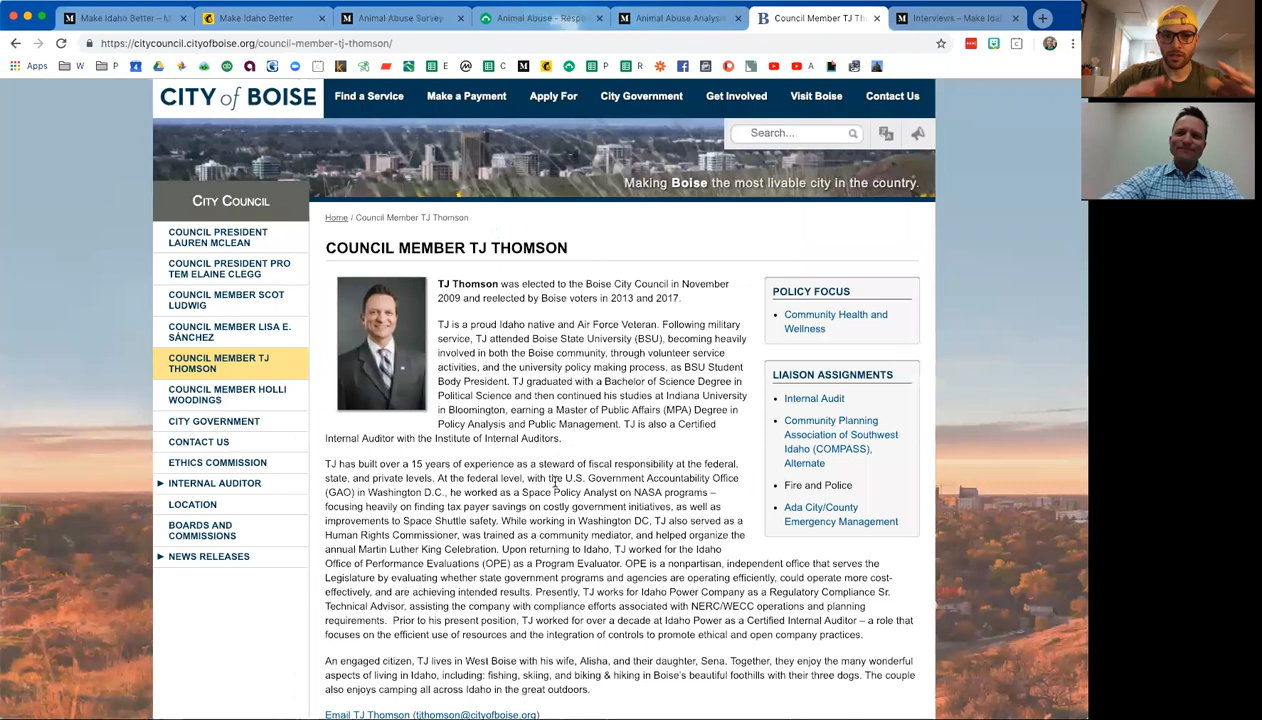 Make Idaho Better – M
Make Idaho Better
Animal Abuse Survey
Animal Abuse - Respo
Animal Abuse Analysis
Council Member TJ Th
Interviews – Make Ida
https://citycouncil.cityofboise.org/council-member-tj-thomson/
Apps W P E C P R A
CITY of BOISE
Find a Service Make a Payment Apply For City Government Get Involved Visit Boise Contact Us
Search...
Making Boise the most livable city in the country.
CITY COUNCIL
COUNCIL PRESIDENT
LAUREN MCLEAN
COUNCIL PRESIDENT PRO
TEM ELAINE CLEGG
COUNCIL MEMBER SCOT
LUDWIG
COUNCIL MEMBER LISA E.
SÁNCHEZ
COUNCIL MEMBER TJ
THOMSON
COUNCIL MEMBER HOLLI
WOODINGS
CITY GOVERNMENT
CONTACT US
ETHICS COMMISSION
INTERNAL AUDITOR
LOCATION
BOARDS AND
COMMISSIONS
NEWS RELEASES
Home / Council Member TJ Thomson
COUNCIL MEMBER TJ THOMSON
TJ Thomson was elected to the Boise City Council in November
2009 and reelected by Boise voters in 2013 and 2017.
TJ is a proud Idaho native and Air Force Veteran. Following military
service, TJ attended Boise State University (BSU), becoming heavily
involved in both the Boise community, through volunteer service
activities, and the university policy making process, as BSU Student
Body President. TJ graduated with a Bachelor of Science Degree in
Political Science and then continued his studies at Indiana University
in Bloomington, earning a Master of Public Affairs (MPA) Degree in
Policy Analysis and Public Management. TJ is also a Certified
Internal Auditor with the Institute of Internal Auditors.
TJ has built over a 15 years of experience as a steward of fiscal responsibility at the federal,
state, and private levels. At the federal level, with the U.S. Government Accountability Office
(GAO) in Washington D.C., he worked as a Space Policy Analyst on NASA programs –
focusing heavily on finding tax payer savings on costly government initiatives, as well as
improvements to Space Shuttle safety. While working in Washington DC, TJ also served as a
Human Rights Commissioner, was trained as a community mediator, and helped organize the
annual Martin Luther King Celebration. Upon returning to Idaho, TJ worked for the Idaho
Office of Performance Evaluations (OPE) as a Program Evaluator. OPE is a nonpartisan, independent office that serves the
Legislature by evaluating whether state government programs and agencies are operating efficiently, could operate more cost-
effectively, and are achieving intended results. Presently, TJ works for Idaho Power Company as a Regulatory Compliance Sr.
Technical Advisor, assisting the company with compliance efforts associated with NERC/WECC operations and planning
requirements. Prior to his present position, TJ worked for over a decade at Idaho Power as a Certified Internal Auditor – a role that
focuses on the efficient use of resources and the integration of controls to promote ethical and open company practices.
An engaged citizen, TJ lives in West Boise with his wife, Alisha, and their daughter, Sena. Together, they enjoy the many wonderful
aspects of living in Idaho, including: fishing, skiing, and biking & hiking in Boise's beautiful foothills with their three dogs. The couple
also enjoys camping all across Idaho in the great outdoors.
Email TJ Thomson (tjthomson@cityofboise.org)
POLICY FOCUS
Community Health and
Wellness
LIAISON ASSIGNMENTS
Internal Audit
Community Planning
Association of Southwest
Idaho (COMPASS),
Alternate
Fire and Police
Ada City/County
Emergency Management